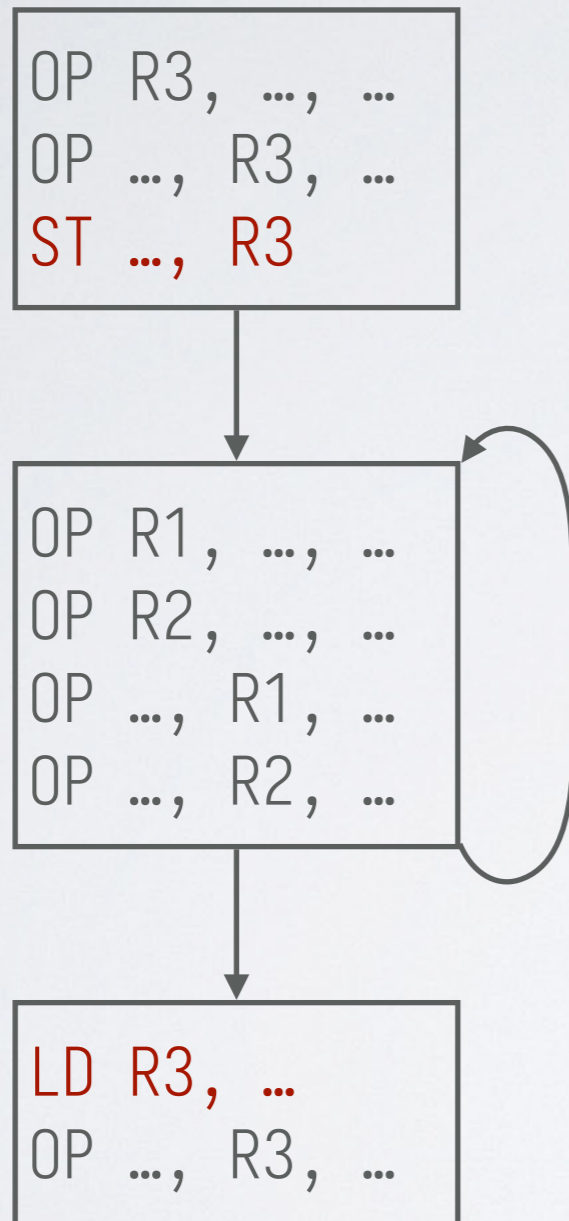 OP R3, …, …
OP …, R3, …
ST …, R3
OP R1, …, …
OP R2, …, …
OP …, R1, …
OP …, R2, …
LD R3, …
OP …, R3, …